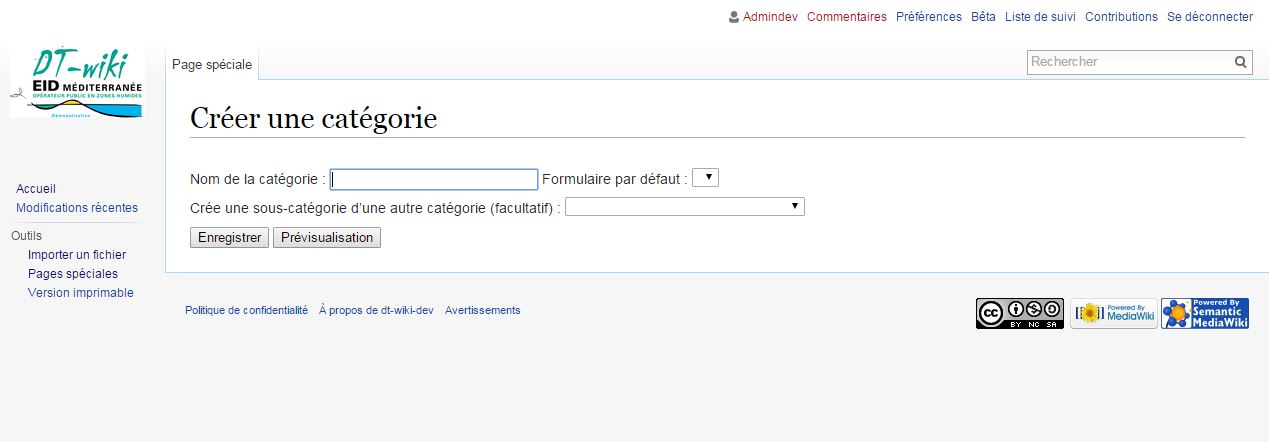 Admindev Commentaires Préférences Bêta Liste de suivi Contributions Se déconnecter
DT-wiki
EID MÉDITERRANÉE
OPÉRATEUR PUBLIC EN ZONES HUMIDES
Démoustication
Page spéciale
Rechercher
Créer une catégorie
Nom de la catégorie : Formulaire par défaut :
Crée une sous-catégorie d'une autre catégorie (facultatif) :
Enregistrer Prévisualisation
Accueil
Modifications récentes
Outils
Importer un fichier
Pages spéciales
Version imprimable
Politique de confidentialité À propos de dt-wiki-dev Avertissements
cc BY NC SA
Powered By MediaWiki
Powered By Semantic MediaWiki